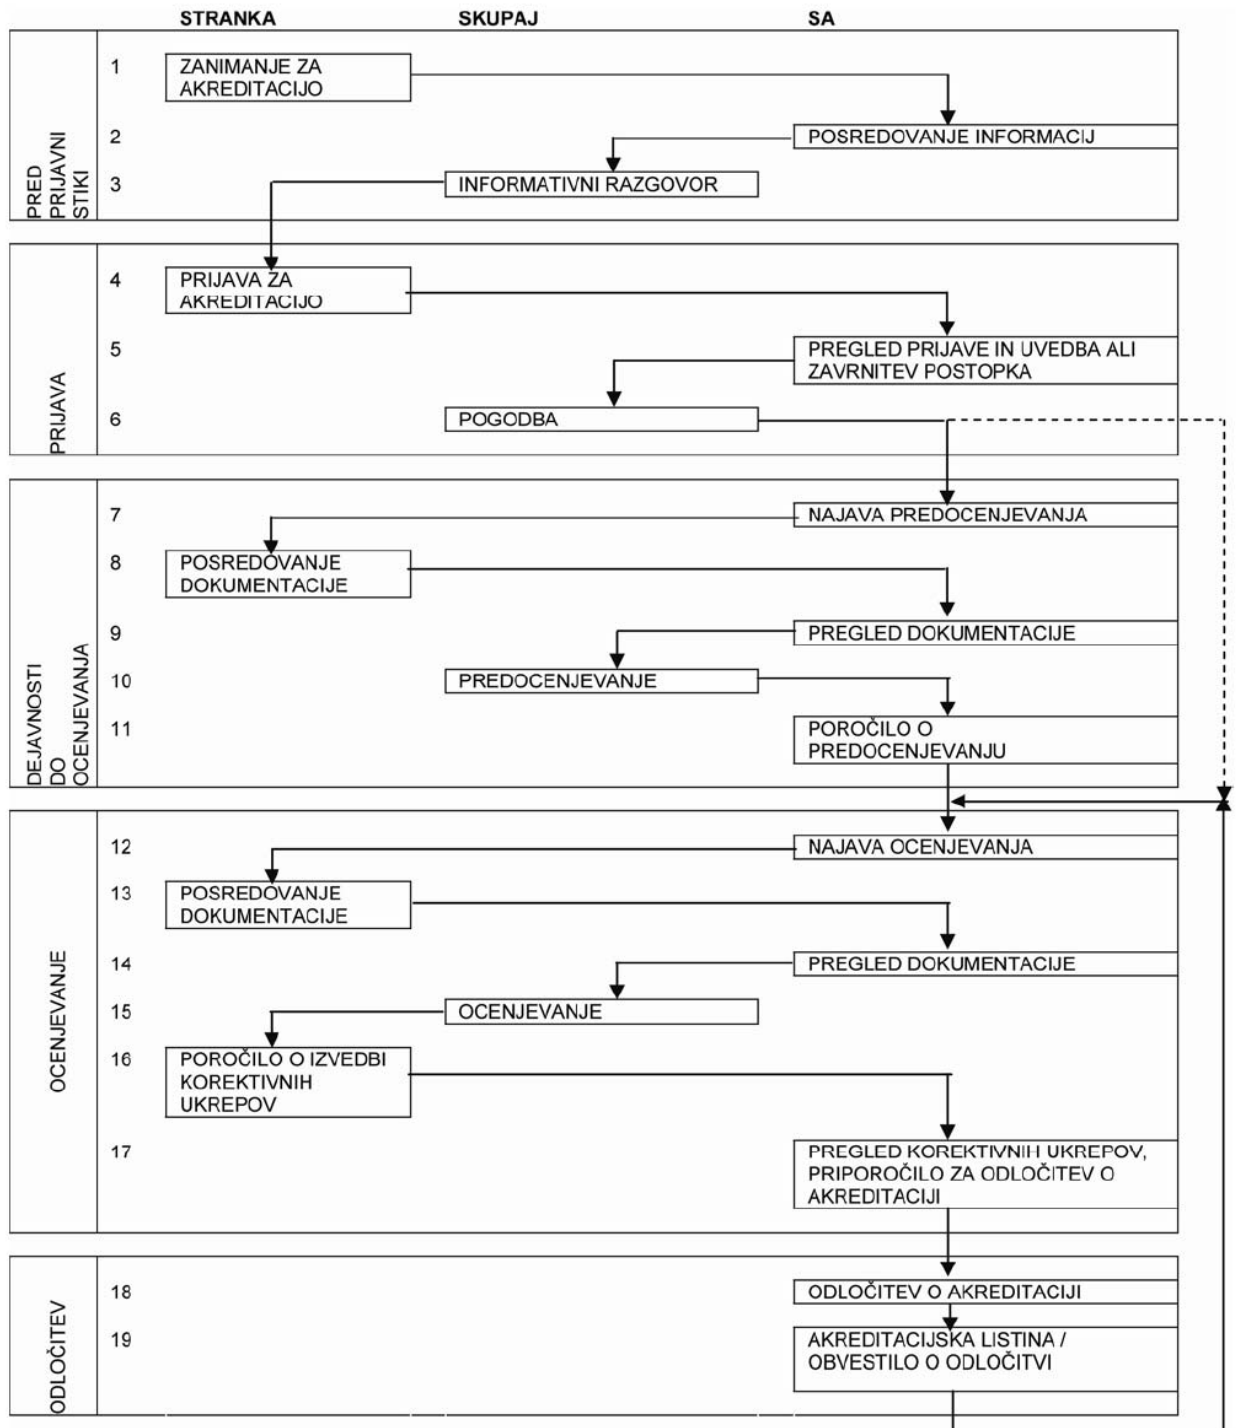 STRANKA SKUPAJ SA
PRED
PRIJAVNI
STIKI
1 ZANIMANJE ZA
AKREDITACIJO
2 POSREDOVANJE INFORMACIJ
3 INFORMATIVNI RAZGOVOR
PRIJAVA
4 PRIJAVA ZA
AKREDITACIJO
5 PREGLED PRIJAVE IN UVEDBA ALI
ZAVRNITEV POSTOPKA
6 POGODBA
DEJAVNOSTI
DO
OCENJEVANJA
7 NAJAVA PREDOCENJEVANJA
8 POSREDOVANJE
DOKUMENTACIJE
9 PREGLED DOKUMENTACIJE
10 PREDOCENJEVANJE
11 POROČILO O
PREDOCENJEVANJU
OCENJEVANJE
12 NAJAVA OCENJEVANJA
13 POSREDOVANJE
DOKUMENTACIJE
14 PREGLED DOKUMENTACIJE
15 OCENJEVANJE
16 POROČILO O IZVEDBI
KOREKTIVNIH
UKREPOV
17 PREGLED KOREKTIVNIH UKREPOV,
PRIPOROČILO ZA ODLOČITEV O
AKREDITACIJI
ODLOČITEV
18 ODLOČITEV O AKREDITACIJI
19 AKREDITACIJSKA LISTINA /
OBVESTILO O ODLOČITVI